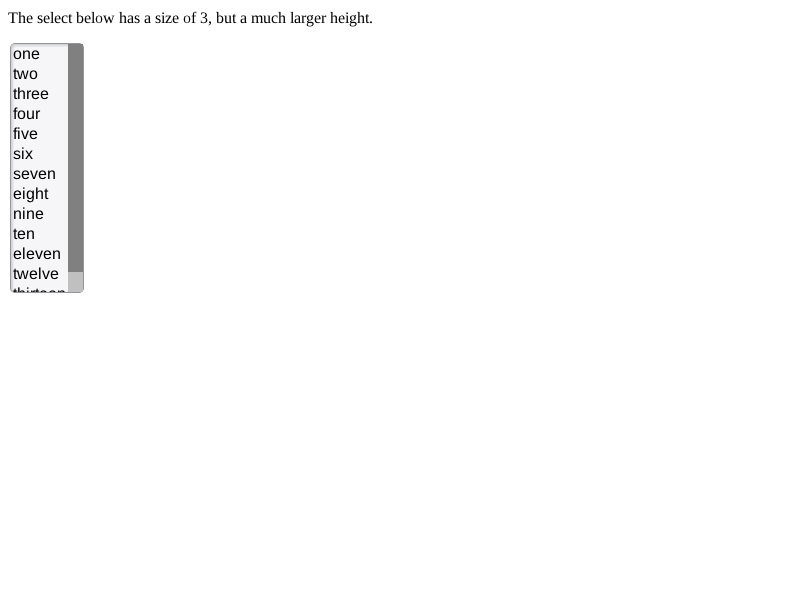 The select below has a size of 3, but a much larger height.
one
two
three
four
five
six
seven
eight
nine
ten
eleven
twelve
thirteen